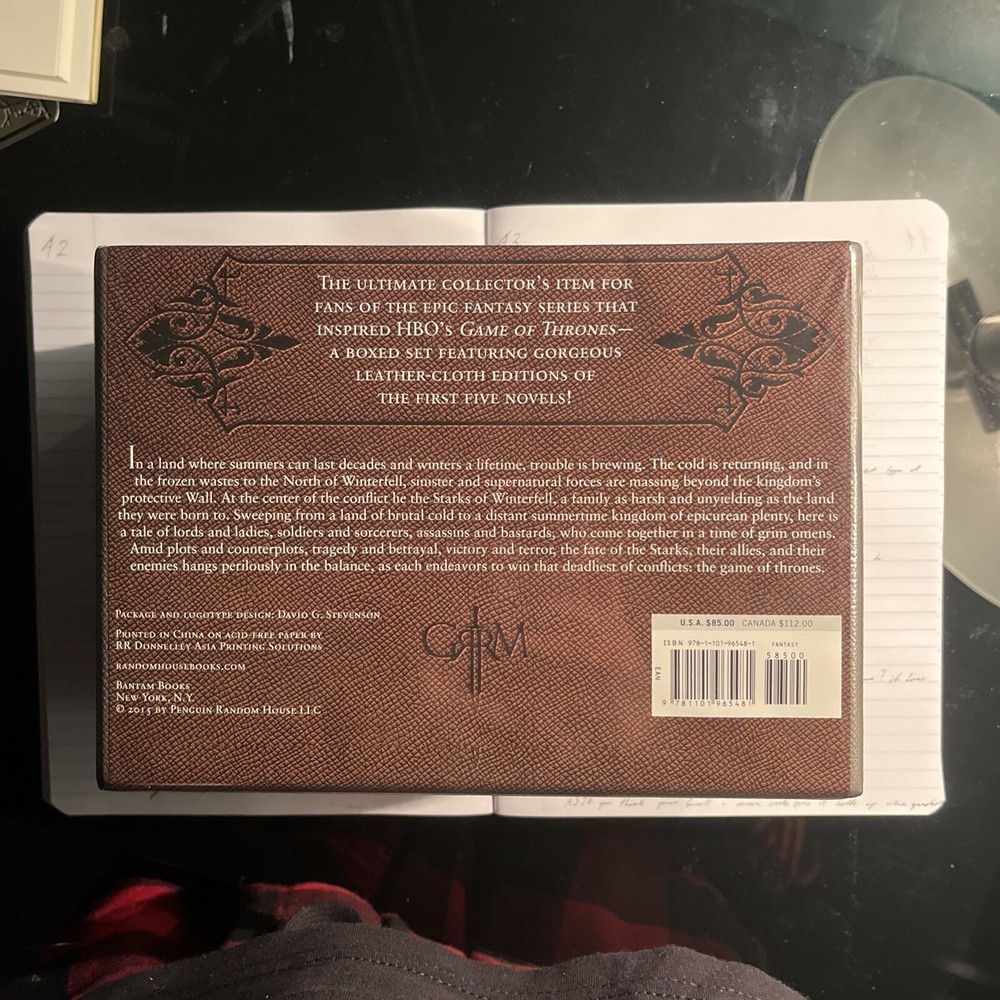 42
43
11
THE ULTIMATE COLLECTOR'S ITEM FOR
FANS OF THE EPIC FANTASY SERIES THAT
INSPIRED HBO'S GAME OF THRONES—
A BOXED SET FEATURING GORGEOUS
LEATHER-CLOTH EDITIONS OF
THE FIRST FIVE NOVELS!
In a land where summers can last decades and winters a lifetime, trouble is brewing. The cold is returning, and in
the frozen wastes to the North of Winterfell, sinister and supernatural forces are massing beyond the kingdom's
protective Wall. At the center of the conflict lie the Starks of Winterfell, a family as harsh and unyielding as the land
they were born to. Sweeping from a land of brutal cold to a distant summertime kingdom of epicurean plenty, here is
a tale of lords and ladies, soldiers and sorcerers, assassins and bastards, who come together in a time of grim omens.
Amid plots and counterplots, tragedy and betrayal, victory and terror, the fate of the Starks, their allies, and their
enemies hangs perilously in the balance, as each endeavors to win that deadliest of conflicts: the game of thrones.
PACKAGE AND LOGOTYPE DESIGN: DAVID G. STEVENSON
PRINTED IN CHINA ON ACID-FREE PAPER BY
RR DONNELLEY ASIA PRINTING SOLUTIONS
RANDOMHOUSEBOOKS.COM
BANTAM BOOKS
NEW YORK, N.Y.
© 2015 BY PENGUIN RANDOM HOUSE LLC
GRRM
U.S.A. $85.00 CANADA $112.00
ISBN 978-1-101-96548-1 FANTASY
58500
EAN
9 781101 965481